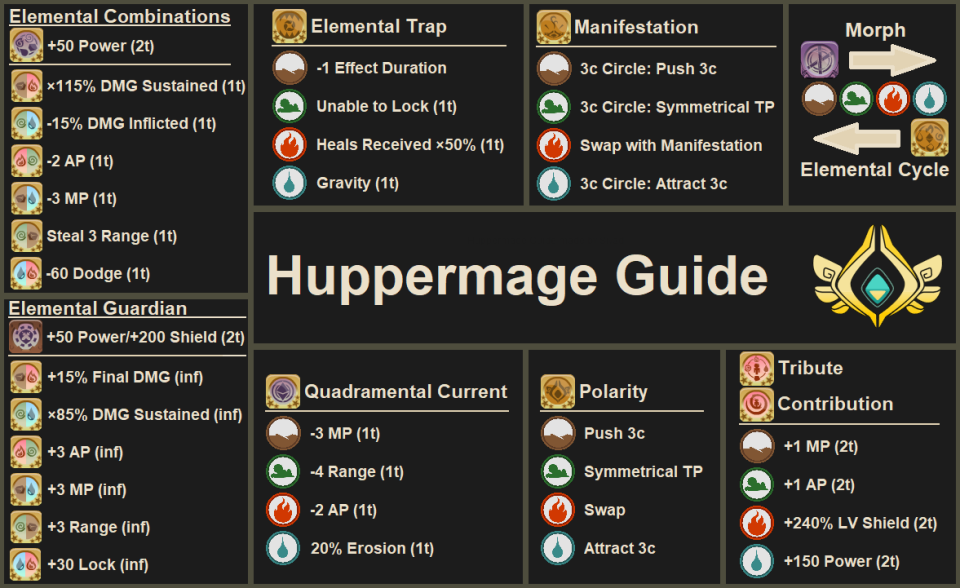 Elemental Combinations
+50 Power (2t)
×115% DMG Sustained (1t)
-15% DMG Inflicted (1t)
-2 AP (1t)
-3 MP (1t)
Steal 3 Range (1t)
-60 Dodge (1t)
Elemental Guardian
+50 Power/+200 Shield (2t)
+15% Final DMG (inf)
×85% DMG Sustained (inf)
+3 AP (inf)
+3 MP (inf)
+3 Range (inf)
+30 Lock (inf)
Elemental Trap
-1 Effect Duration
Unable to Lock (1t)
Heals Received ×50% (1t)
Gravity (1t)
Manifestation
3c Circle: Push 3c
3c Circle: Symmetrical TP
Swap with Manifestation
3c Circle: Attract 3c
Morph
Elemental Cycle
Huppermage Guide
Quadramental Current
-3 MP (1t)
-4 Range (1t)
-2 AP (1t)
20% Erosion (1t)
Polarity
Push 3c
Symmetrical TP
Swap
Attract 3c
Tribute
Contribution
+1 MP (2t)
+1 AP (2t)
+240% LV Shield (2t)
+150 Power (2t)